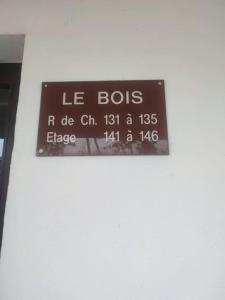 LE BOIS
R de Ch. 131 à 135
Etage 141 à 146